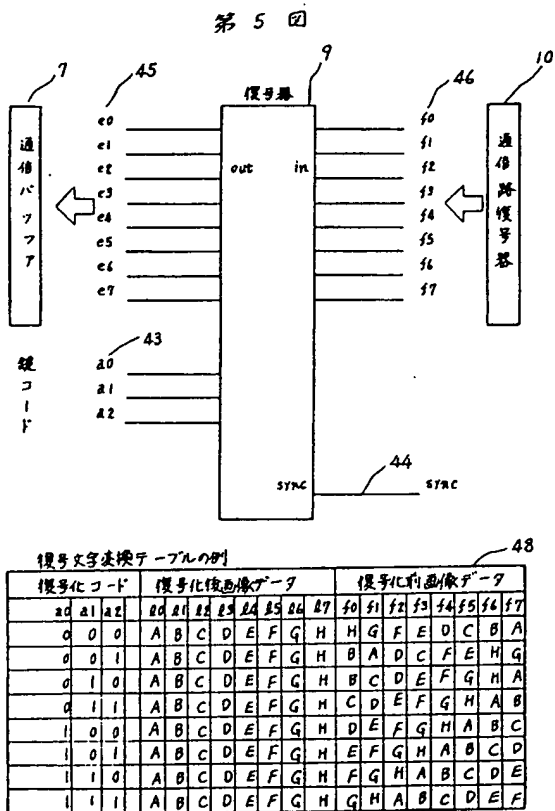 第 5 図
7
45
9
46
10
復号器
通信バッファ
e0
e1
e2
e3
e4
e5
e6
e7
out
in
f0
f1
f2
f3
f4
f5
f6
f7
通信路復号器
鍵コード
43
a0
a1
a2
44
sync
sync
復号文字変換テーブルの例
48
復号化コード 復号化後画像データ 復号化前画像データ
a0 a1 a2 e0 e1 e2 e3 e4 e5 e6 e7 f0 f1 f2 f3 f4 f5 f6 f7
0 0 0 A B C D E F G H H G F E D C B A
0 0 1 A B C D E F G H B A D C F E H G
0 1 0 A B C D E F G H B C D E F G H A
0 1 1 A B C D E F G H C D E F G H A B
1 0 0 A B C D E F G H D E F G H A B C
1 0 1 A B C D E F G H E F G H A B C D
1 1 0 A B C D E F G H F G H A B C D E
1 1 1 A B C D E F G H G H A B C D E F